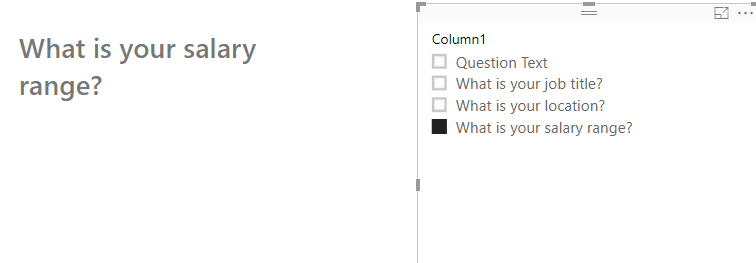 What is your salary
range?
Column1
Question Text
What is your job title?
What is your location?
What is your salary range?